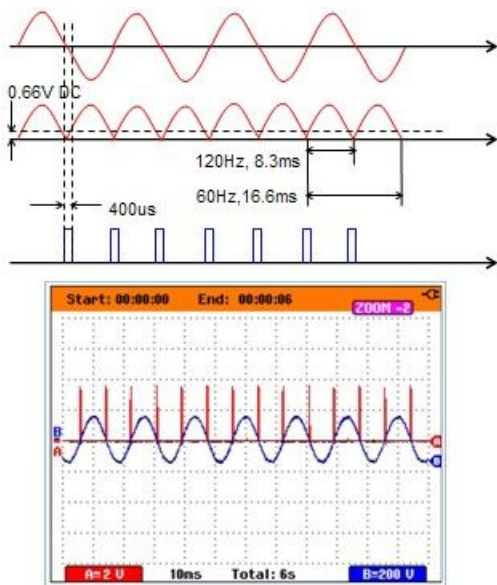 0.66V DC
120Hz, 8.3ms
60Hz,16.6ms
400us
Start: 00:00:00 End: 00:00:06
ZOOM -2
B
A
A
B
A=2 V 10ms Total: 6s B=200 V